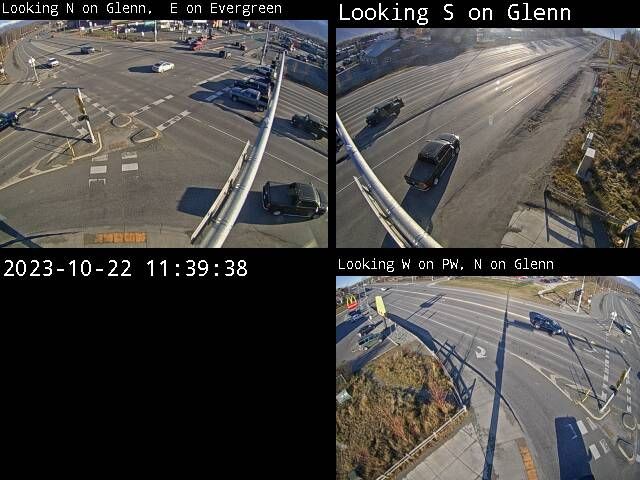 Looking N on Glenn, E on Evergreen
Looking S on Glenn
2023-10-22 11:39:38
Looking W on PW, N on Glenn